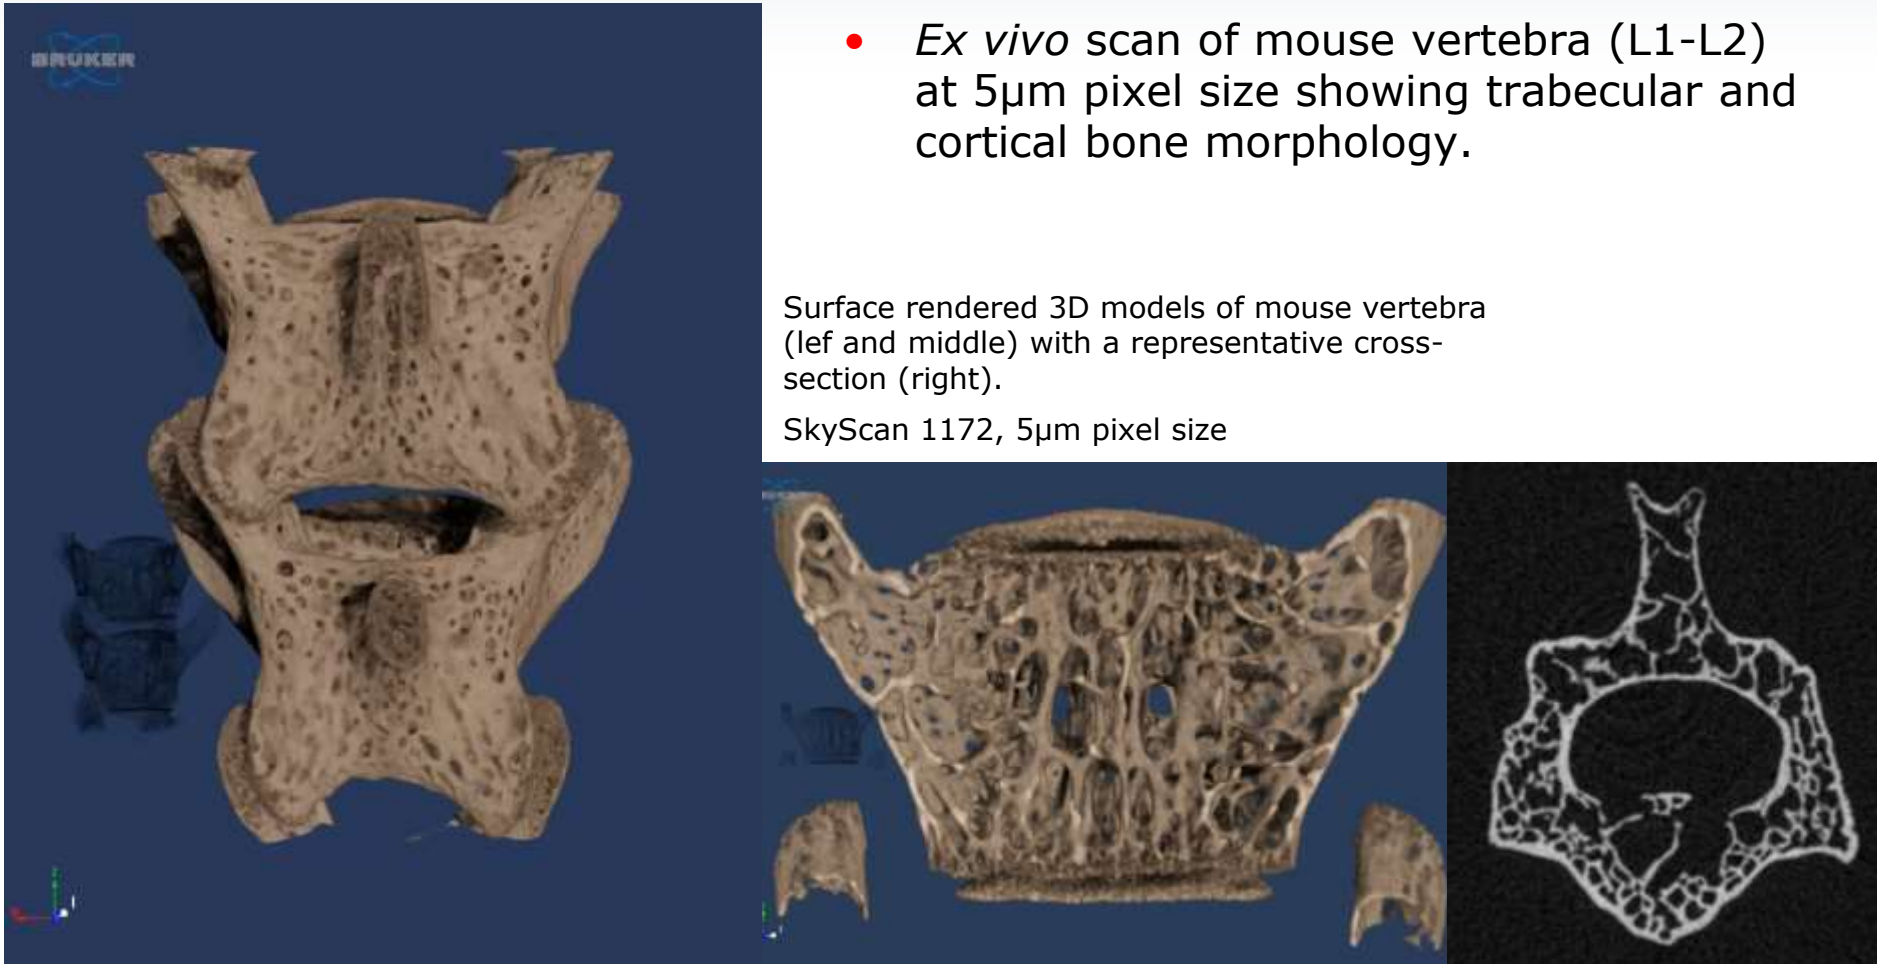 BRUKER
• Ex vivo scan of mouse vertebra (L1-L2)
at 5µm pixel size showing trabecular and
cortical bone morphology.
Surface rendered 3D models of mouse vertebra
(lef and middle) with a representative cross-
section (right).
SkyScan 1172, 5µm pixel size